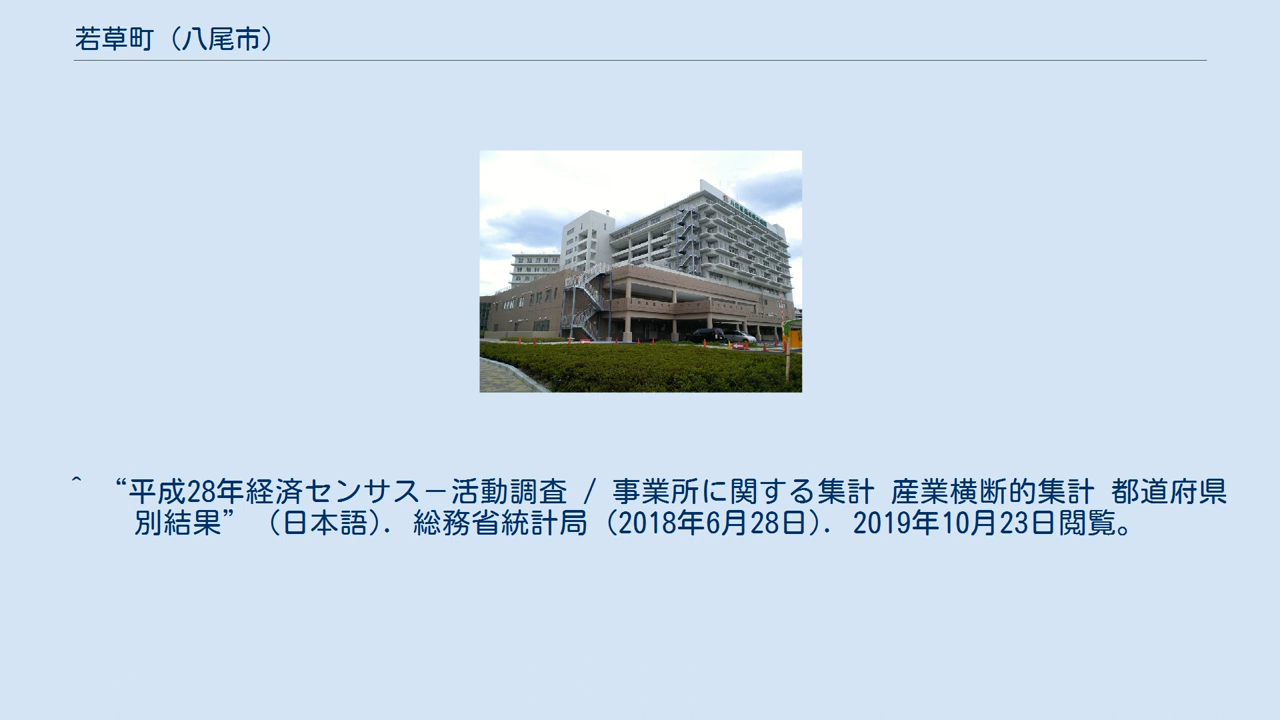 若草町（八尾市）
^ “平成28年経済センサス－活動調査 / 事業所に関する集計 産業横断的集計 都道府県
別結果” （日本語）． 総務省統計局（2018年6月28日）． 2019年10月23日閲覧。